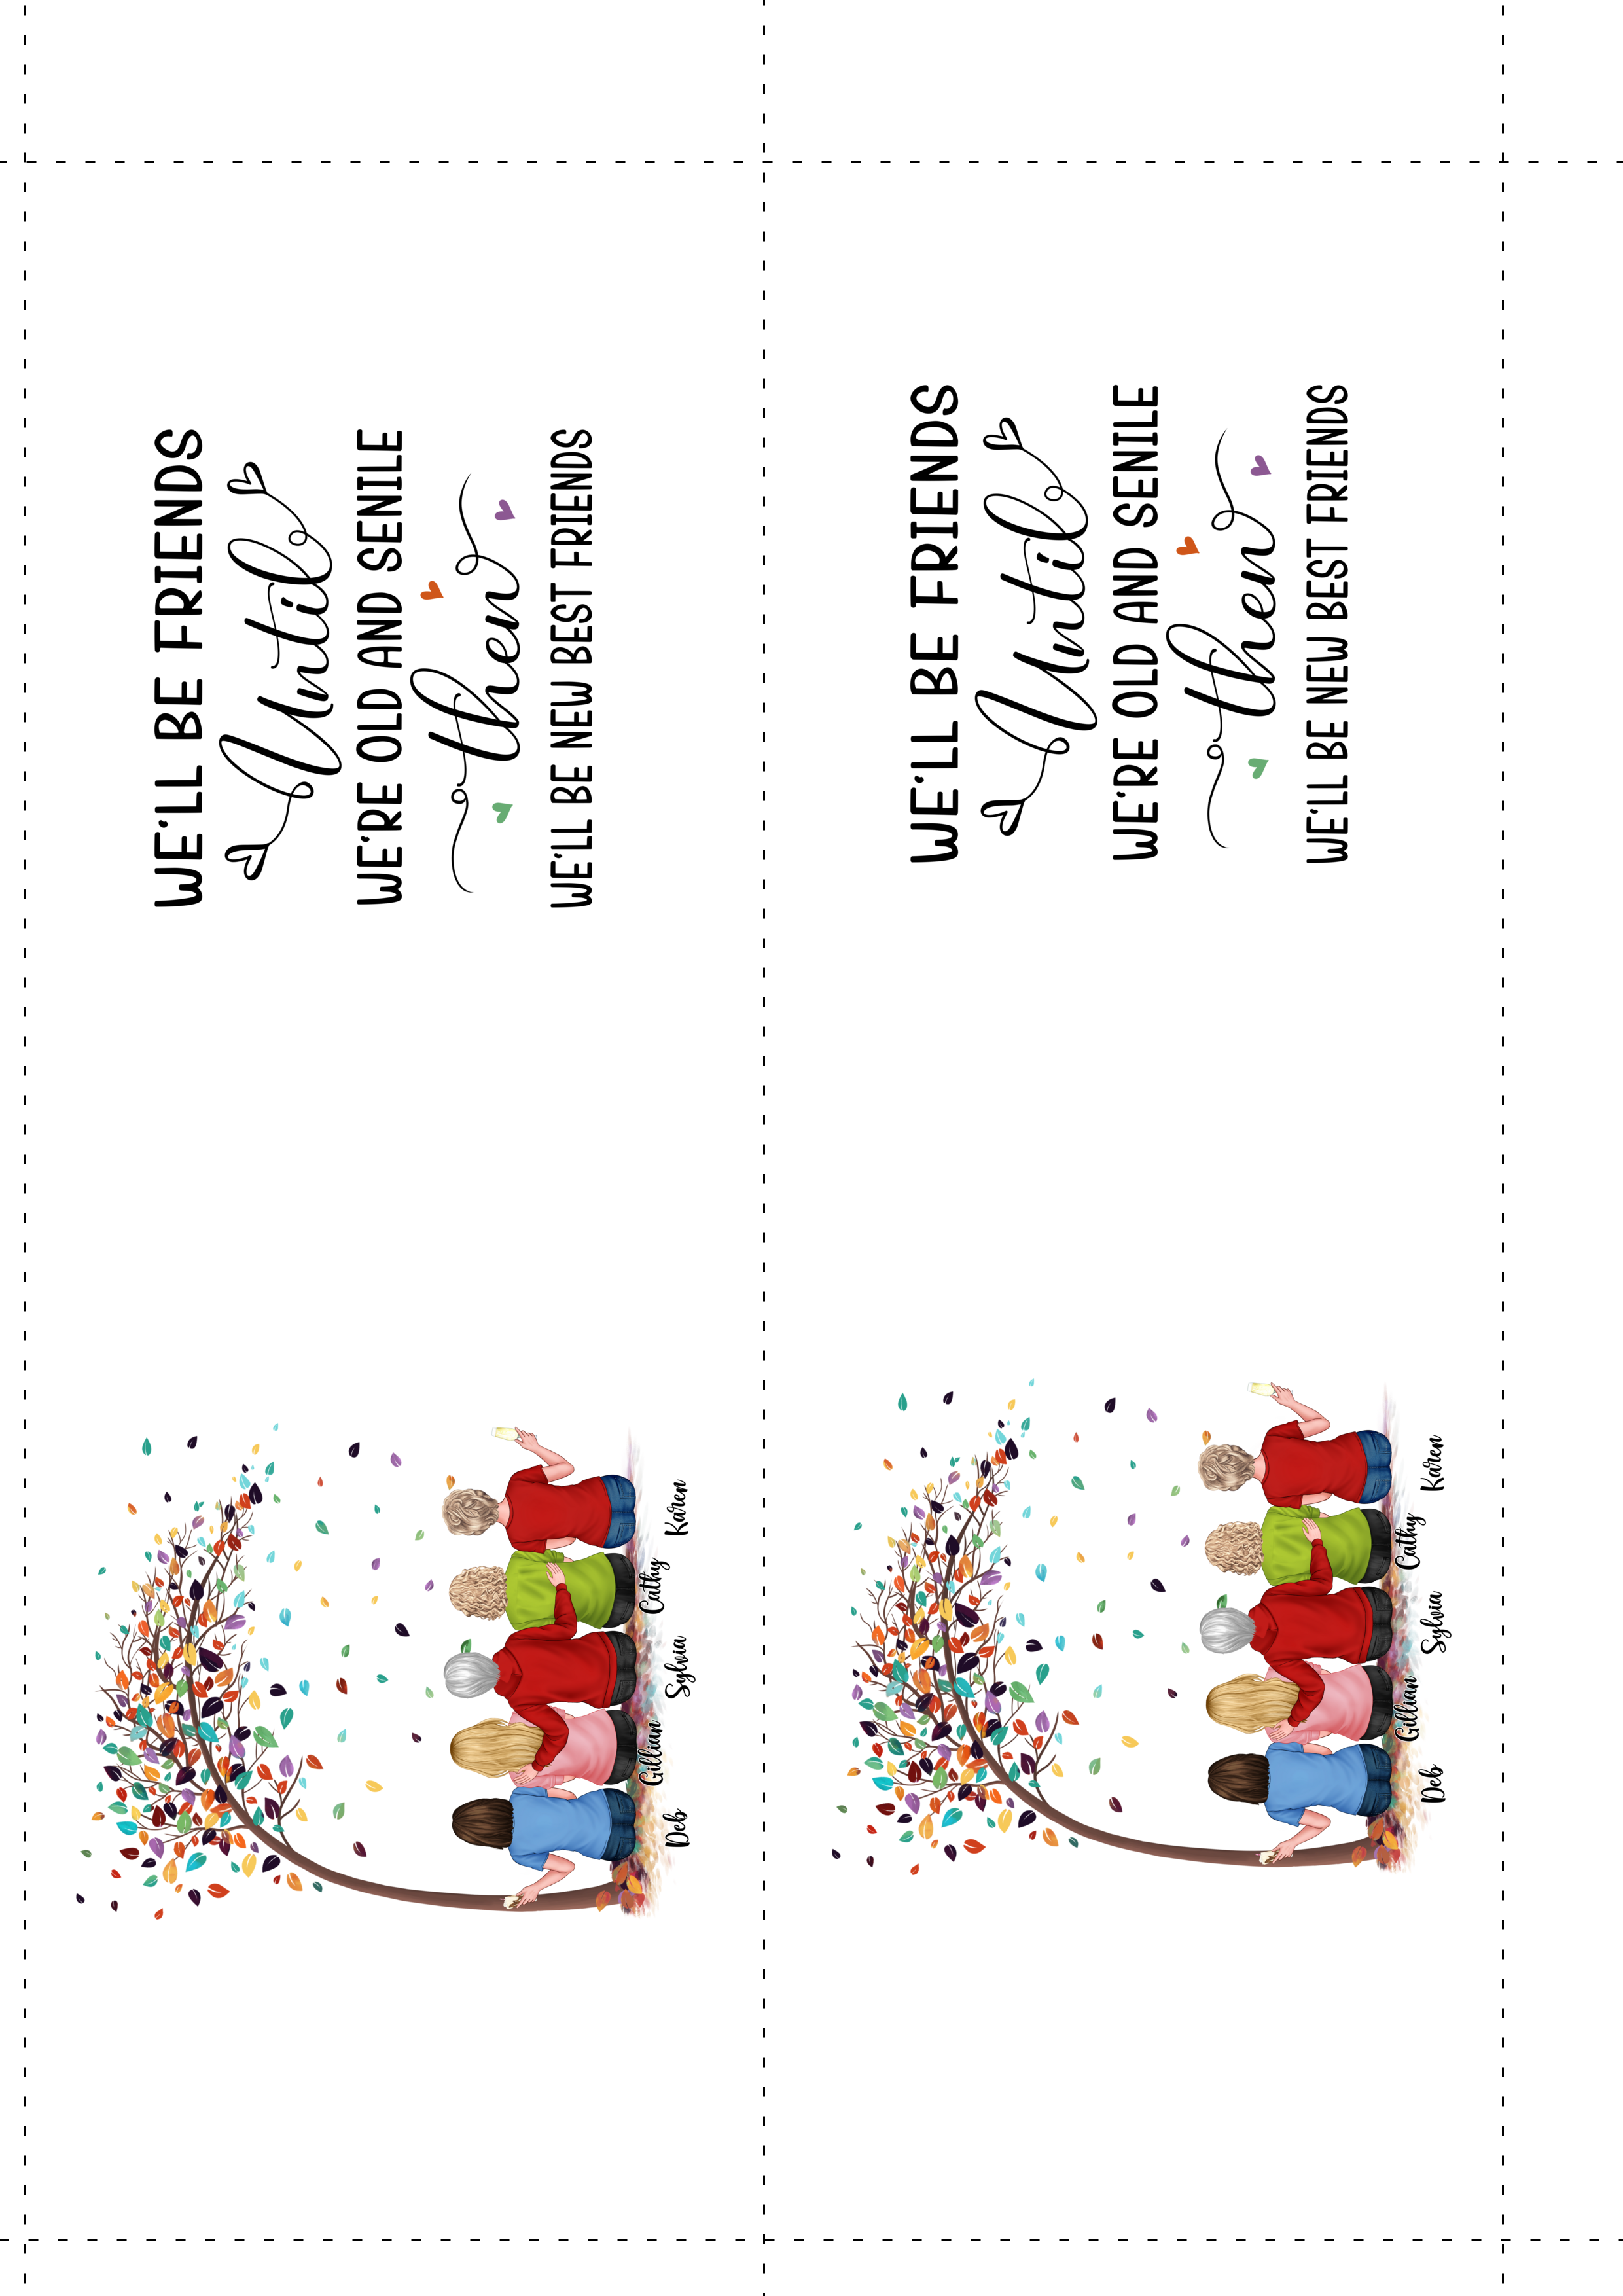 WE'LL BE FRIENDS
Until
WE'RE OLD AND SENILE
then
WE'LL BE NEW BEST FRIENDS
Deb Gillian Sylvia Cathy Karen
WE'LL BE FRIENDS
Until
WE'RE OLD AND SENILE
then
WE'LL BE NEW BEST FRIENDS
Deb Gillian Sylvia Cathy Karen